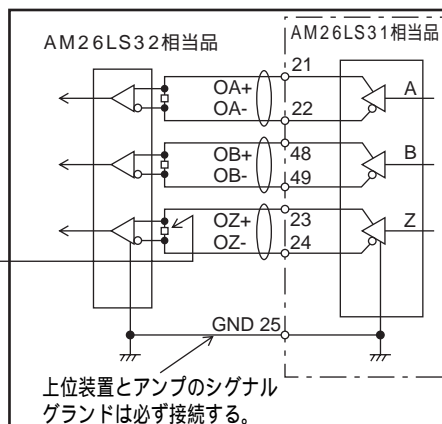 AM26LS32相当品
AM26LS31相当品
21
OA+
A
OA-
22
OB+
48
B
OB-
49
OZ+
23
Z
OZ-
24
GND 25
上位装置とアンプのシグナル
グランドは必ず接続する。